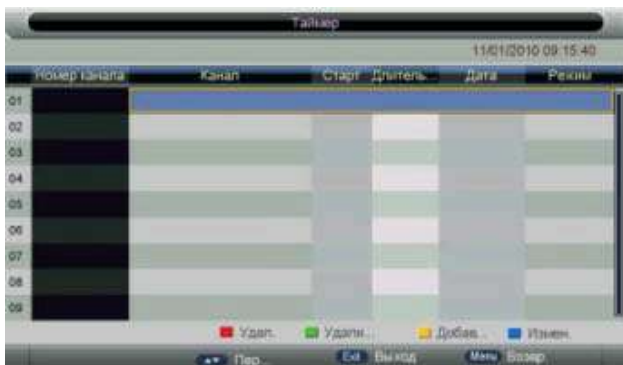 Таймер
11/01/2010 09:15:40
Номер канала Канал Старт Длитель... Дата Режим
01
02
03
04
05
06
07
08
09
Удал. Удали... Добав... Измен.
Пер... Exit Выход Menu Возвр.